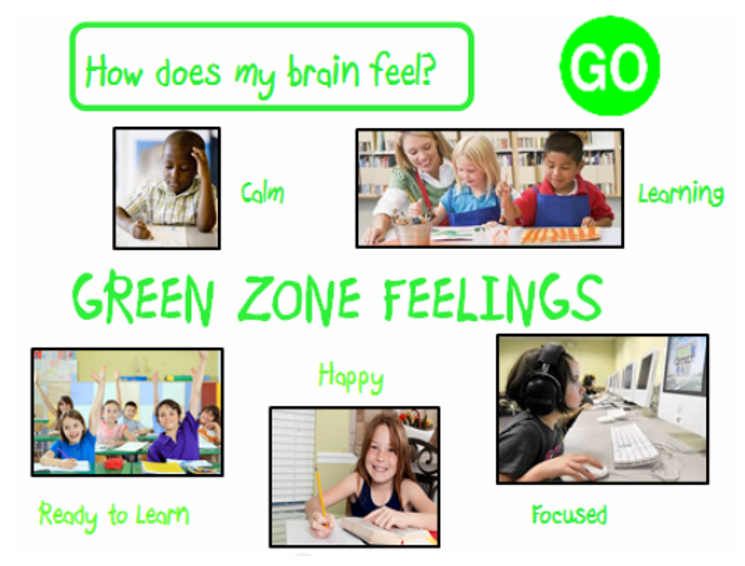 How does my brain feel?
GO
Calm
Learning
GREEN ZONE FEELINGS
Happy
Ready to Learn
Focused